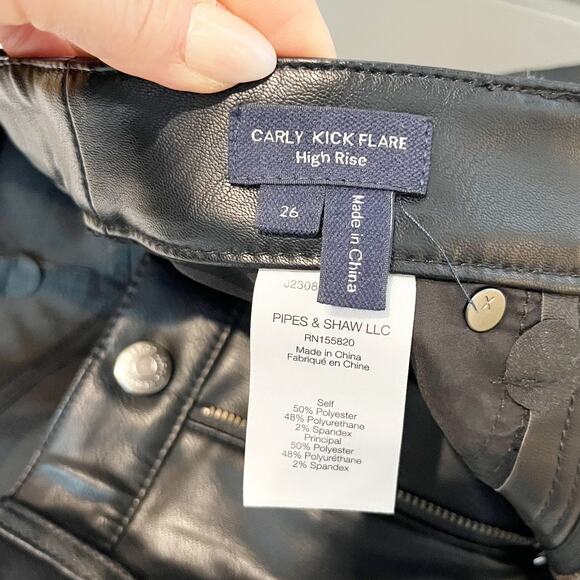 CARLY KICK FLARE
High Rise
26
Made in China
J2308
PIPES & SHAW LLC
RN155820
Made in China
Fabriqué en Chine
Self
50% Polyester
48% Polyurethane
2% Spandex
Principal
50% Polyester
48% Polyuréthane
2% Spandex
X